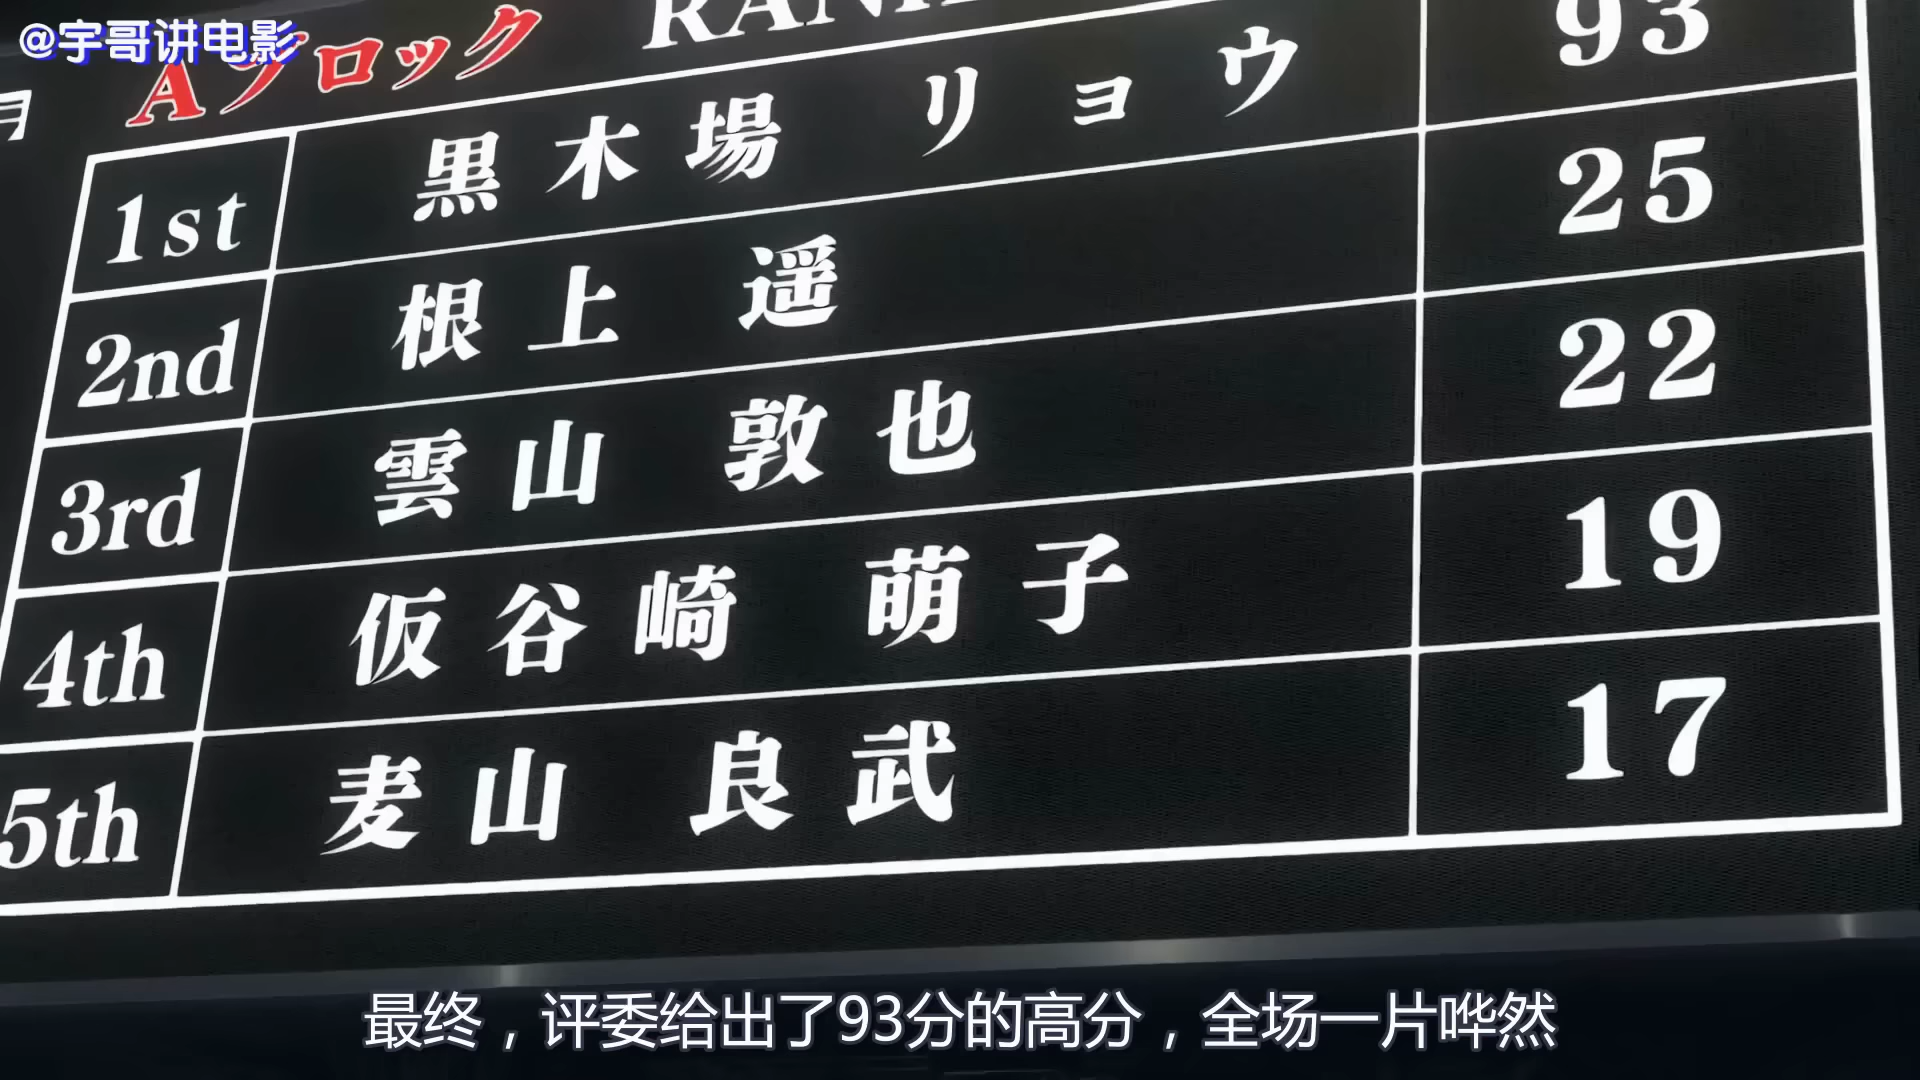 @宇哥讲电影
Aブロック
月
1st 黒木場 リョウ 93
2nd 根上 遥 25
3rd 雲山 敦也 22
4th 仮谷崎 萌子 19
5th 麦山 良武 17
最终，评委给出了93分的高分，全场一片哗然